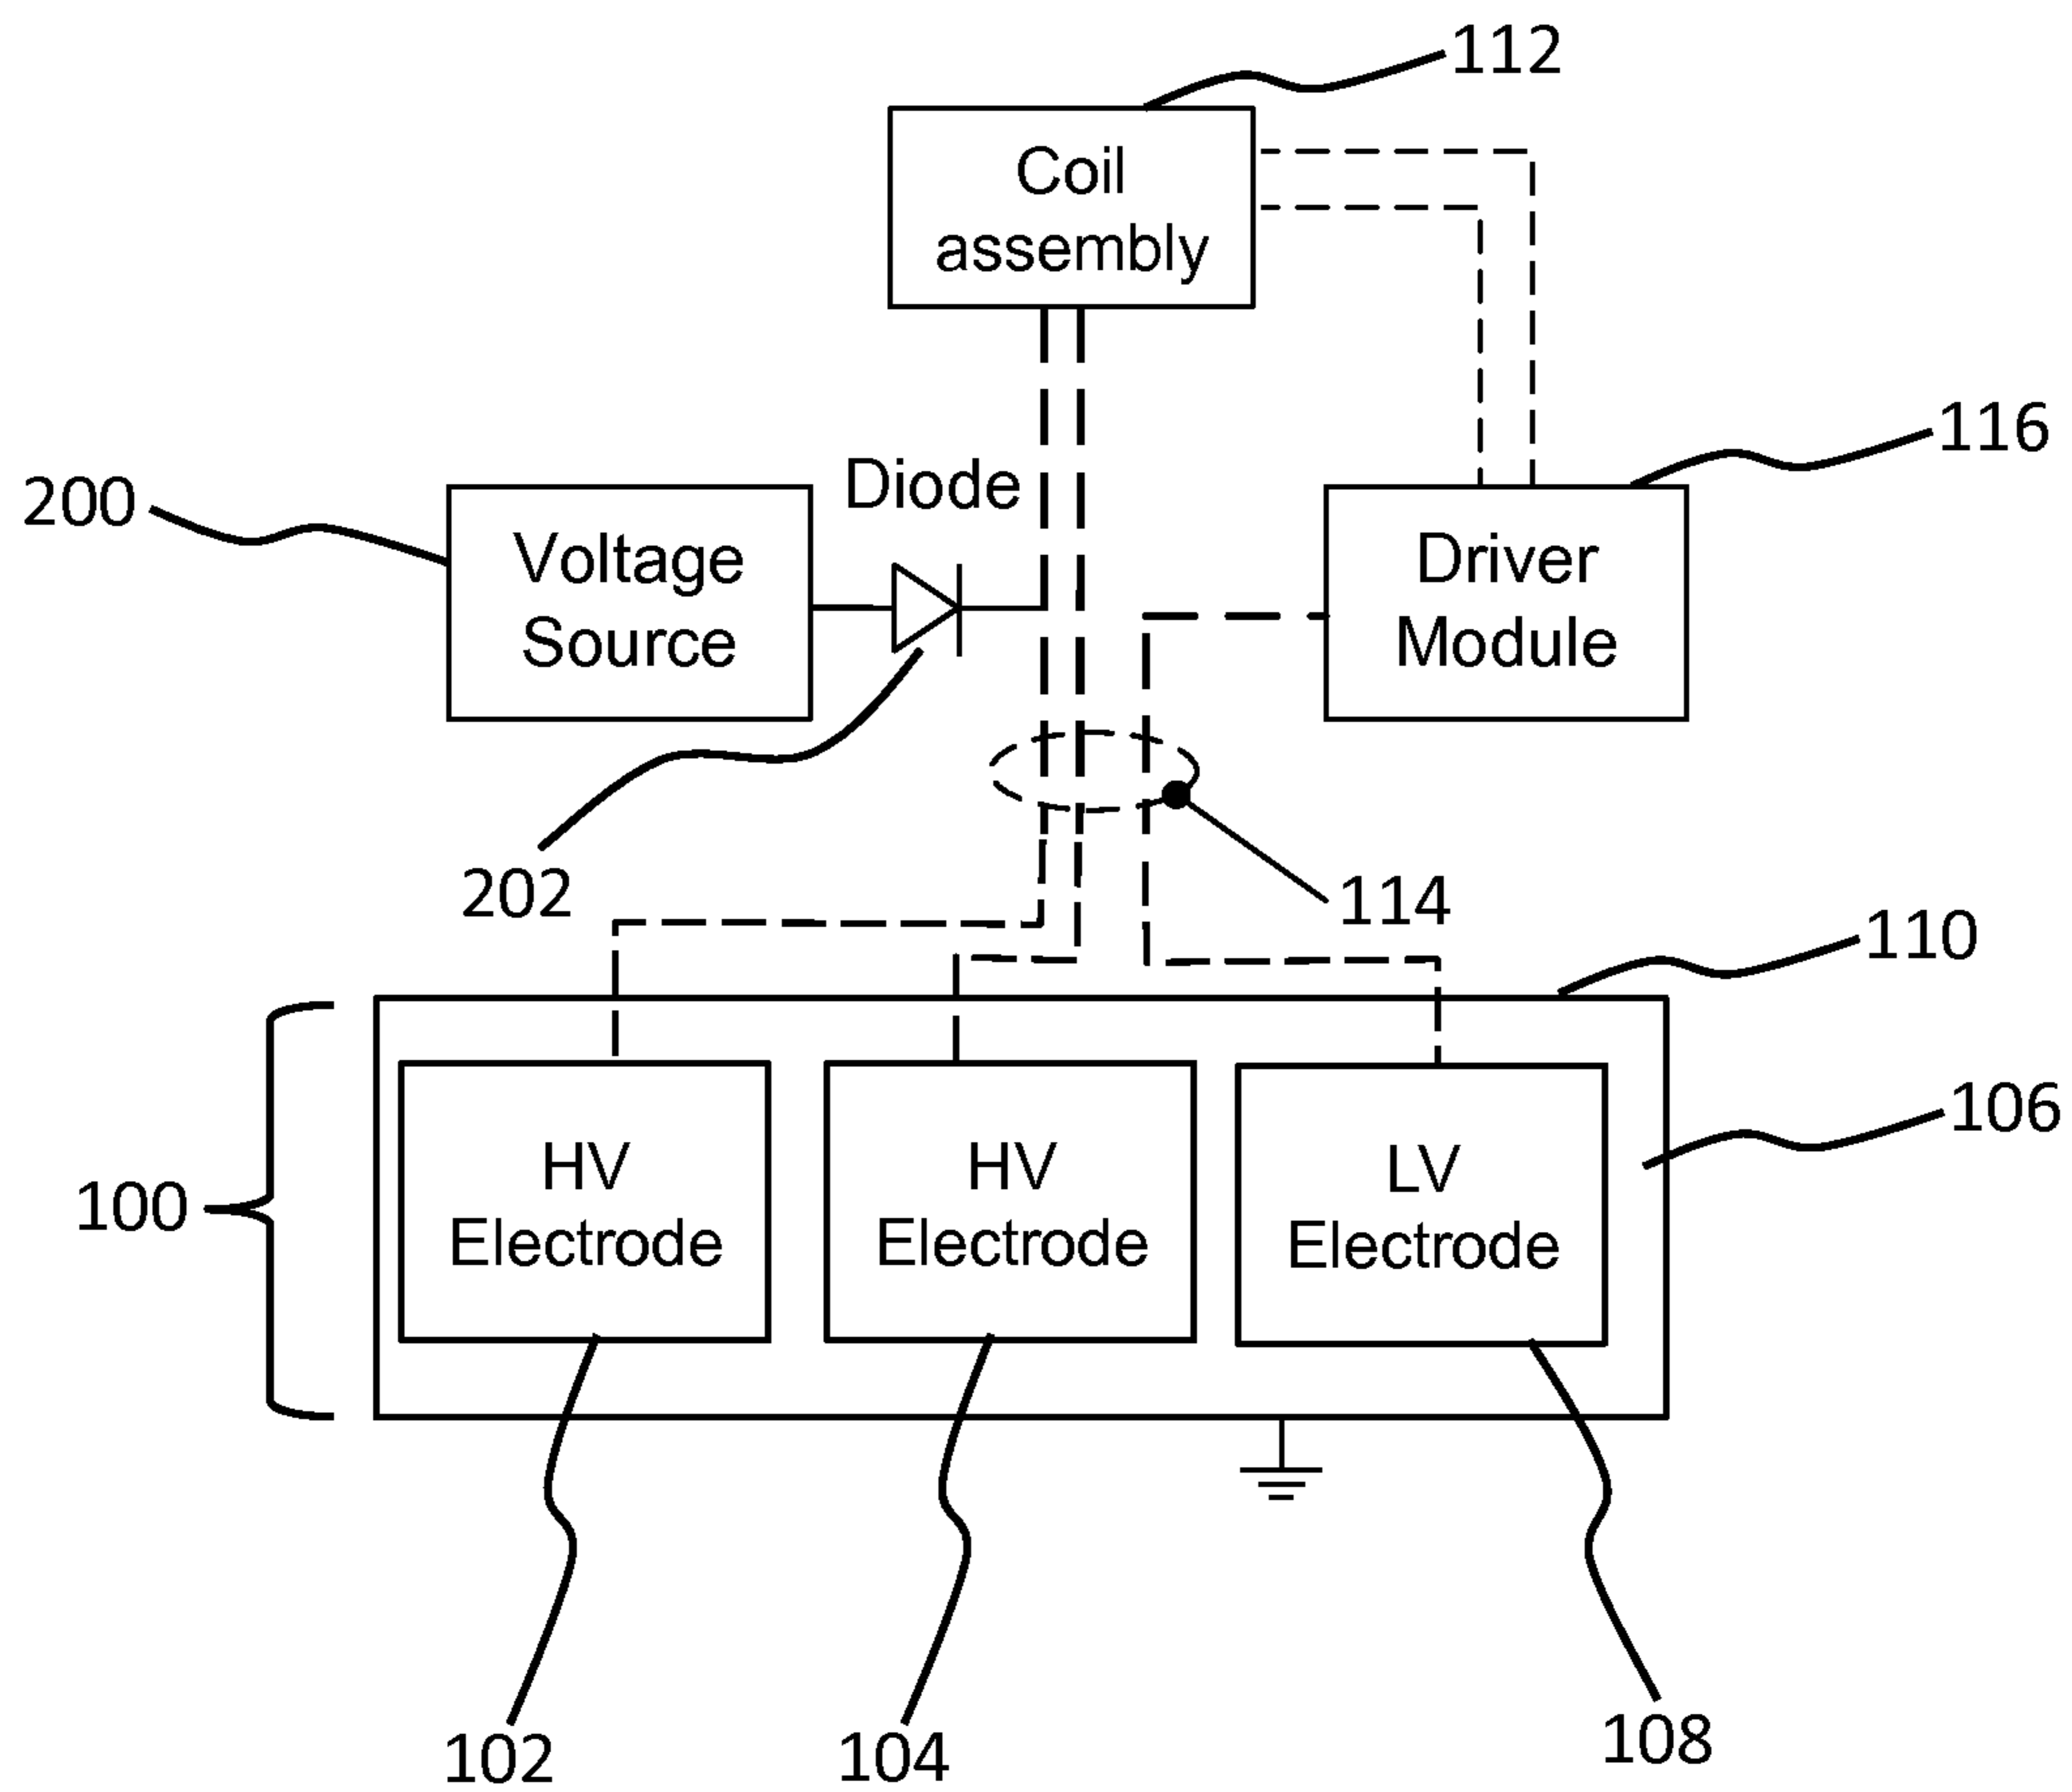 112
Coil
assembly
116
Diode
200
Voltage
Source
Driver
Module
202
114
110
106
100
HV
Electrode
HV
Electrode
LV
Electrode
102
104
108